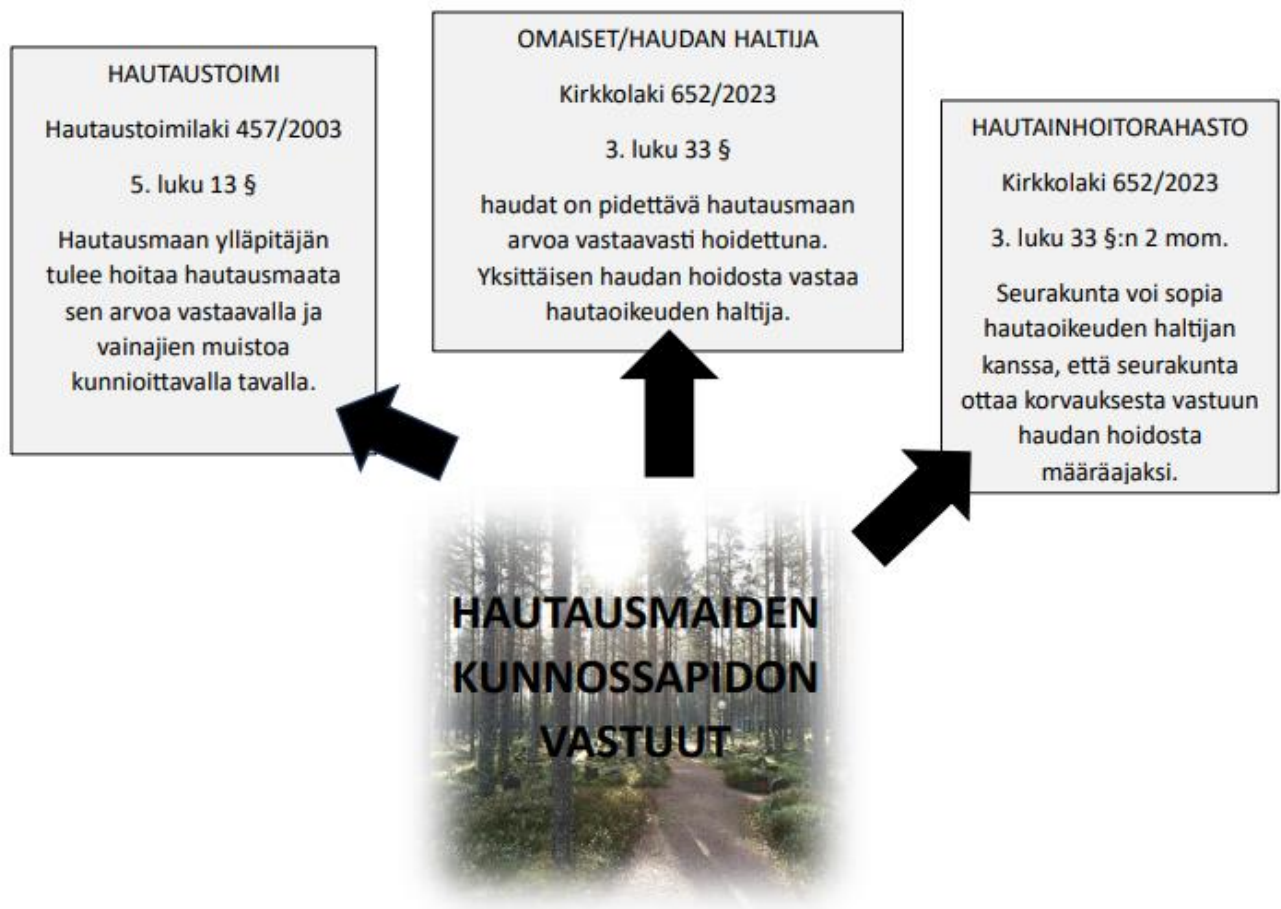 HAUTAUSTOIMI
Hautaustoimilaki 457/2003
5. luku 13 §
Hautausmaan ylläpitäjän
tulee hoitaa hautausmaata
sen arvoa vastaavalla ja
vainajien muistoa
kunnioittavalla tavalla.
OMAISET/HAUDAN HALTIJA
Kirkkolaki 652/2023
3. luku 33 §
haudat on pidettävä hautausmaan
arvoa vastaavasti hoidettuna.
Yksittäisen haudan hoidosta vastaa
hautaoikeuden haltija.
HAUTAINHOITORAHASTO
Kirkkolaki 652/2023
3. luku 33 §:n 2 mom.
Seurakunta voi sopia
hautaoikeuden haltijan
kanssa, että seurakunta
ottaa korvauksesta vastuun
haudan hoidosta
määräajaksi.
HAUTAUSMAIDEN
KUNNOSSAPIDON
VASTUUT